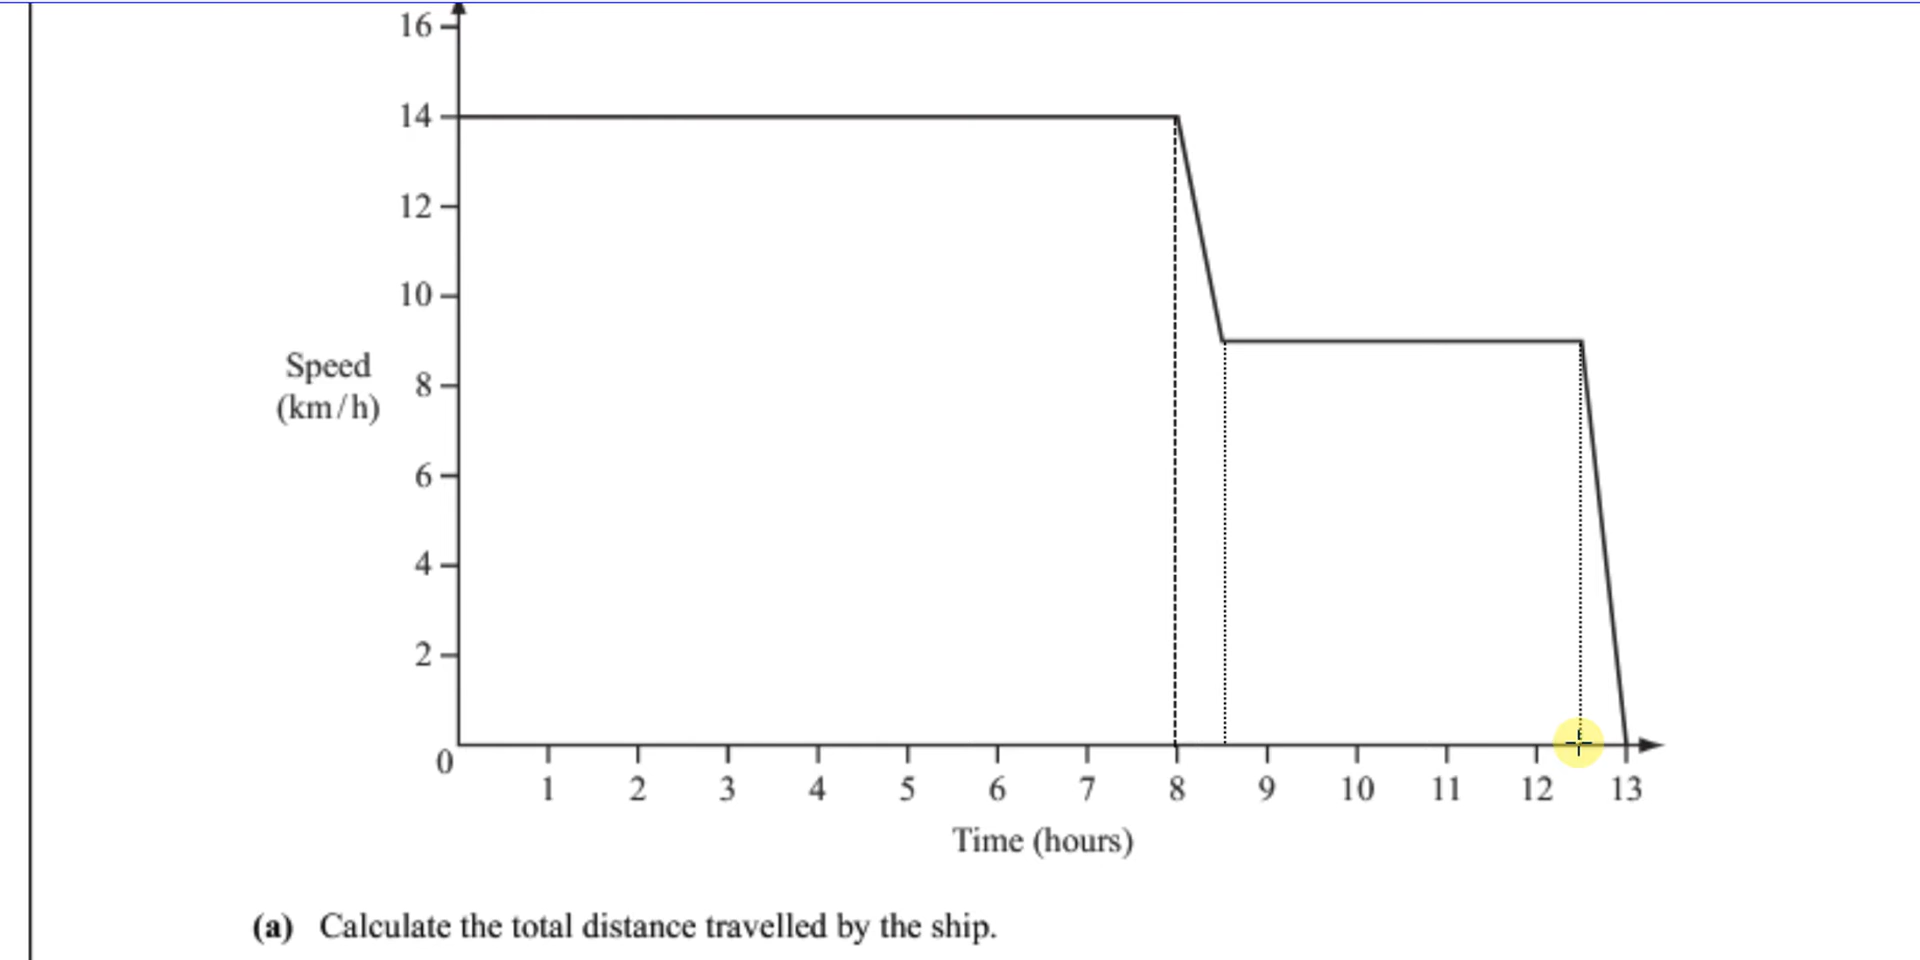 16
14
12
10
Speed
(km/h)
8
6
4
2
0
1 2 3 4 5 6 7 8 9 10 11 12 13
Time (hours)
(a) Calculate the total distance travelled by the ship.